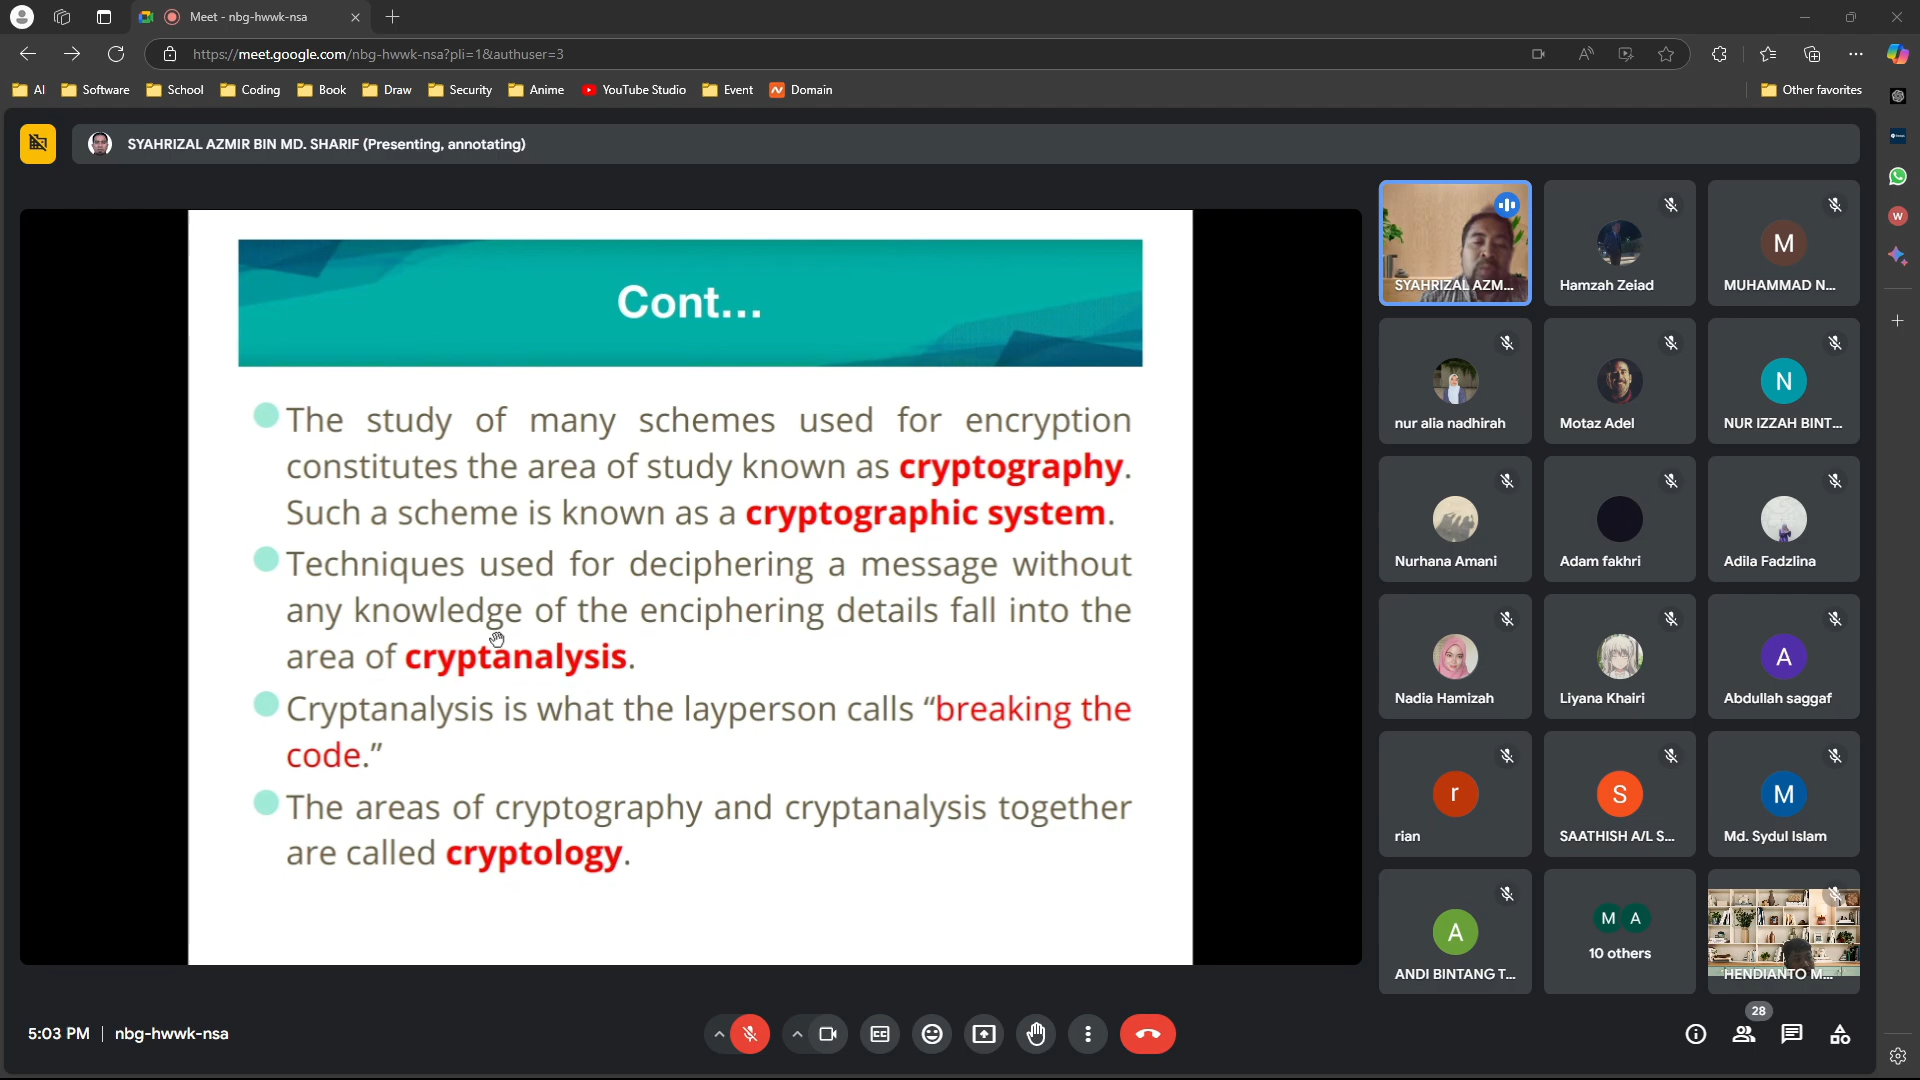 Meet - nbg-hwwk-nsa
https://meet.google.com/nbg-hwwk-nsa?pli=1&authuser=3
AI Software School Coding Book Draw Security Anime YouTube Studio Event Domain Other favorites
SYAHRIZAL AZMIR BIN MD. SHARIF (Presenting, annotating)
Cont...
The study of many schemes used for encryption
constitutes the area of study known as cryptography.
Such a scheme is known as a cryptographic system.
Techniques used for deciphering a message without
any knowledge of the enciphering details fall into the
area of cryptanalysis.
Cryptanalysis is what the layperson calls “breaking the
code.”
The areas of cryptography and cryptanalysis together
are called cryptology.
SYAHRIZAL AZM...
Hamzah Zeiad
M
MUHAMMAD N...
nur alia nadhirah
Motaz Adel
N
NUR IZZAH BINT...
Nurhana Amani
Adam fakhri
Adila Fadzlina
Nadia Hamizah
Liyana Khairi
A
Abdullah saggaf
r
rian
S
SAATHISH A/L S...
M
Md. Sydul Islam
A
ANDI BINTANG T...
M A
10 others
HENDIANTO M...
W
5:03 PM | nbg-hwwk-nsa
28